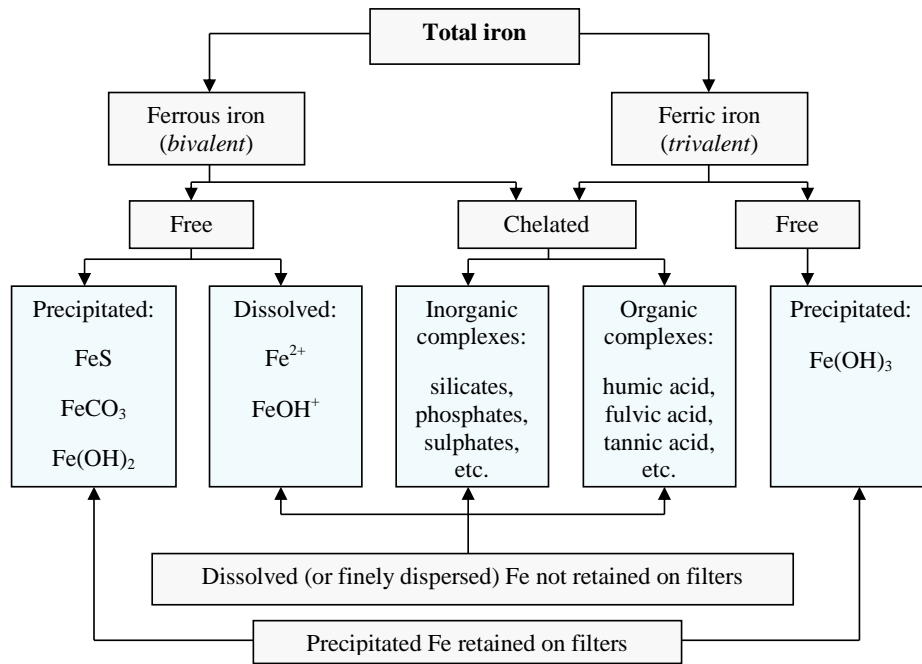 Total iron
Ferrous iron
(bivalent)
Ferric iron
(trivalent)
Free
Chelated
Free
Precipitated:
FeS
FeCO₃
Fe(OH)₂
Dissolved:
Fe²⁺
FeOH⁺
Inorganic
complexes:
silicates,
phosphates,
sulphates,
etc.
Organic
complexes:
humic acid,
fulvic acid,
tannic acid,
etc.
Precipitated:
Fe(OH)₃
Dissolved (or finely dispersed) Fe not retained on filters
Precipitated Fe retained on filters